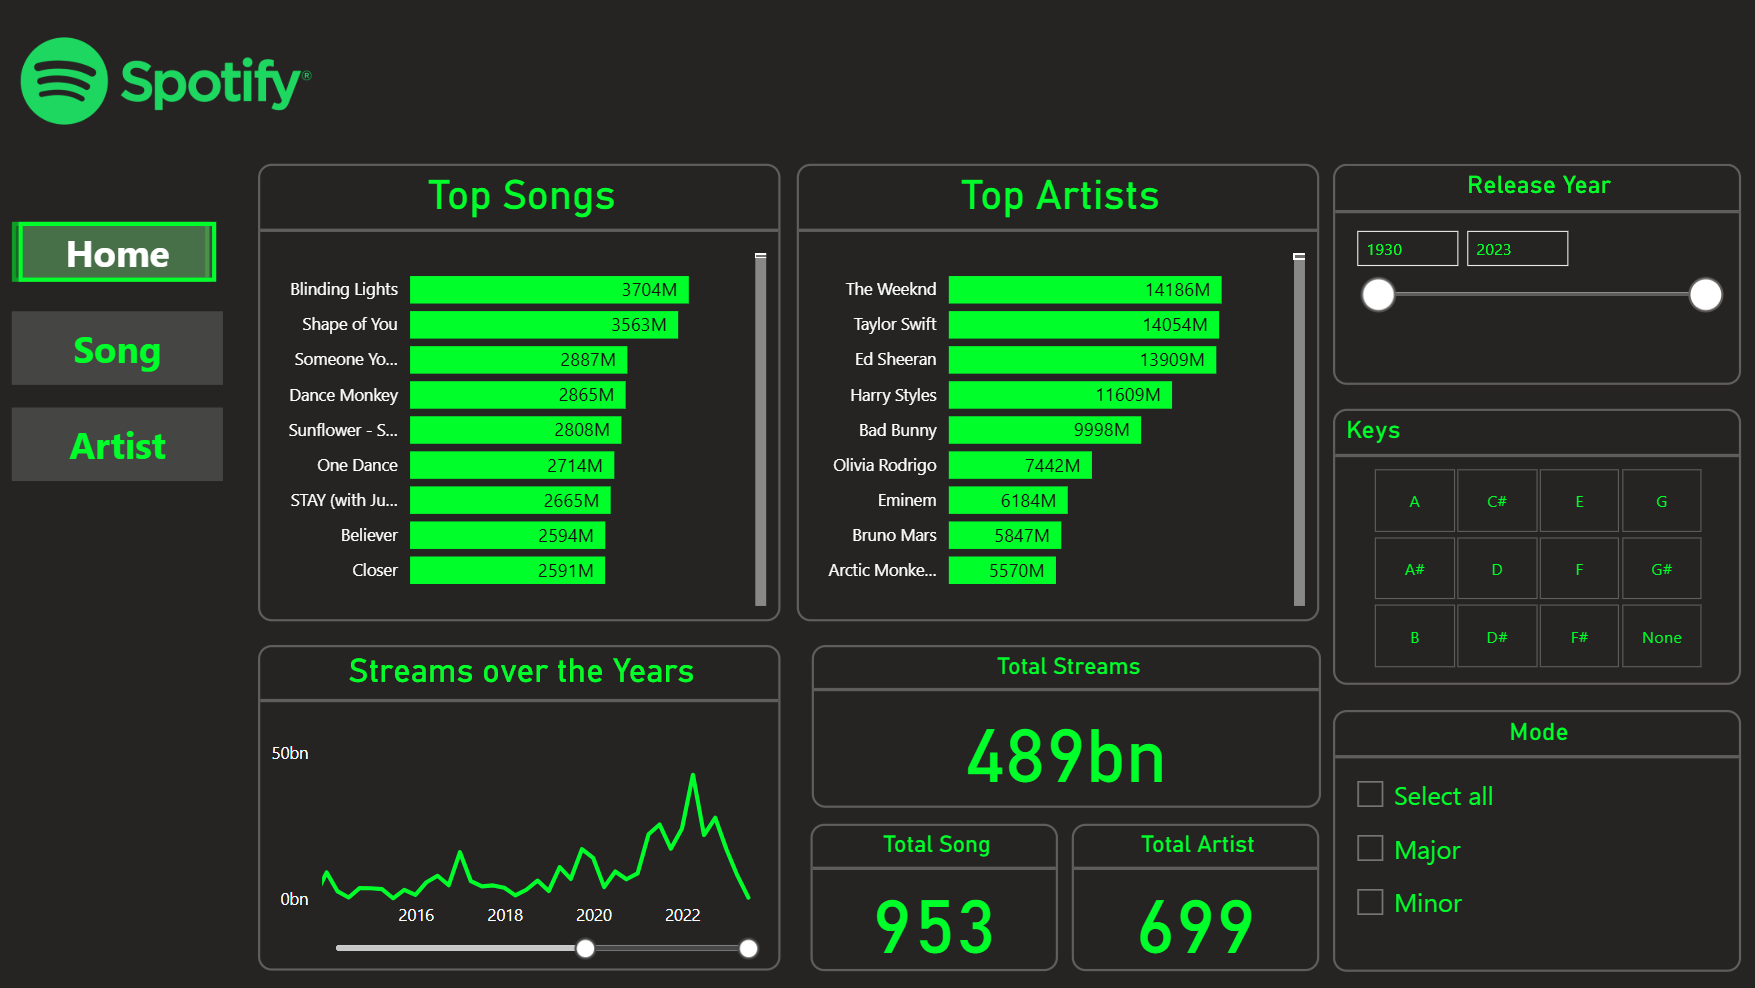 Spotify®
Home
Song
Artist
Top Songs
Blinding Lights 3704M
Shape of You 3563M
Someone Yo... 2887M
Dance Monkey 2865M
Sunflower - S... 2808M
One Dance 2714M
STAY (with Ju... 2665M
Believer 2594M
Closer 2591M
Top Artists
The Weeknd 14186M
Taylor Swift 14054M
Ed Sheeran 13909M
Harry Styles 11609M
Bad Bunny 9998M
Olivia Rodrigo 7442M
Eminem 6184M
Bruno Mars 5847M
Arctic Monke... 5570M
Release Year
1930 2023
Keys
A C# E G
A# D F G#
B D# F# None
Streams over the Years
50bn
0bn
2016 2018 2020 2022
Total Streams
489bn
Total Song
953
Total Artist
699
Mode
Select all
Major
Minor